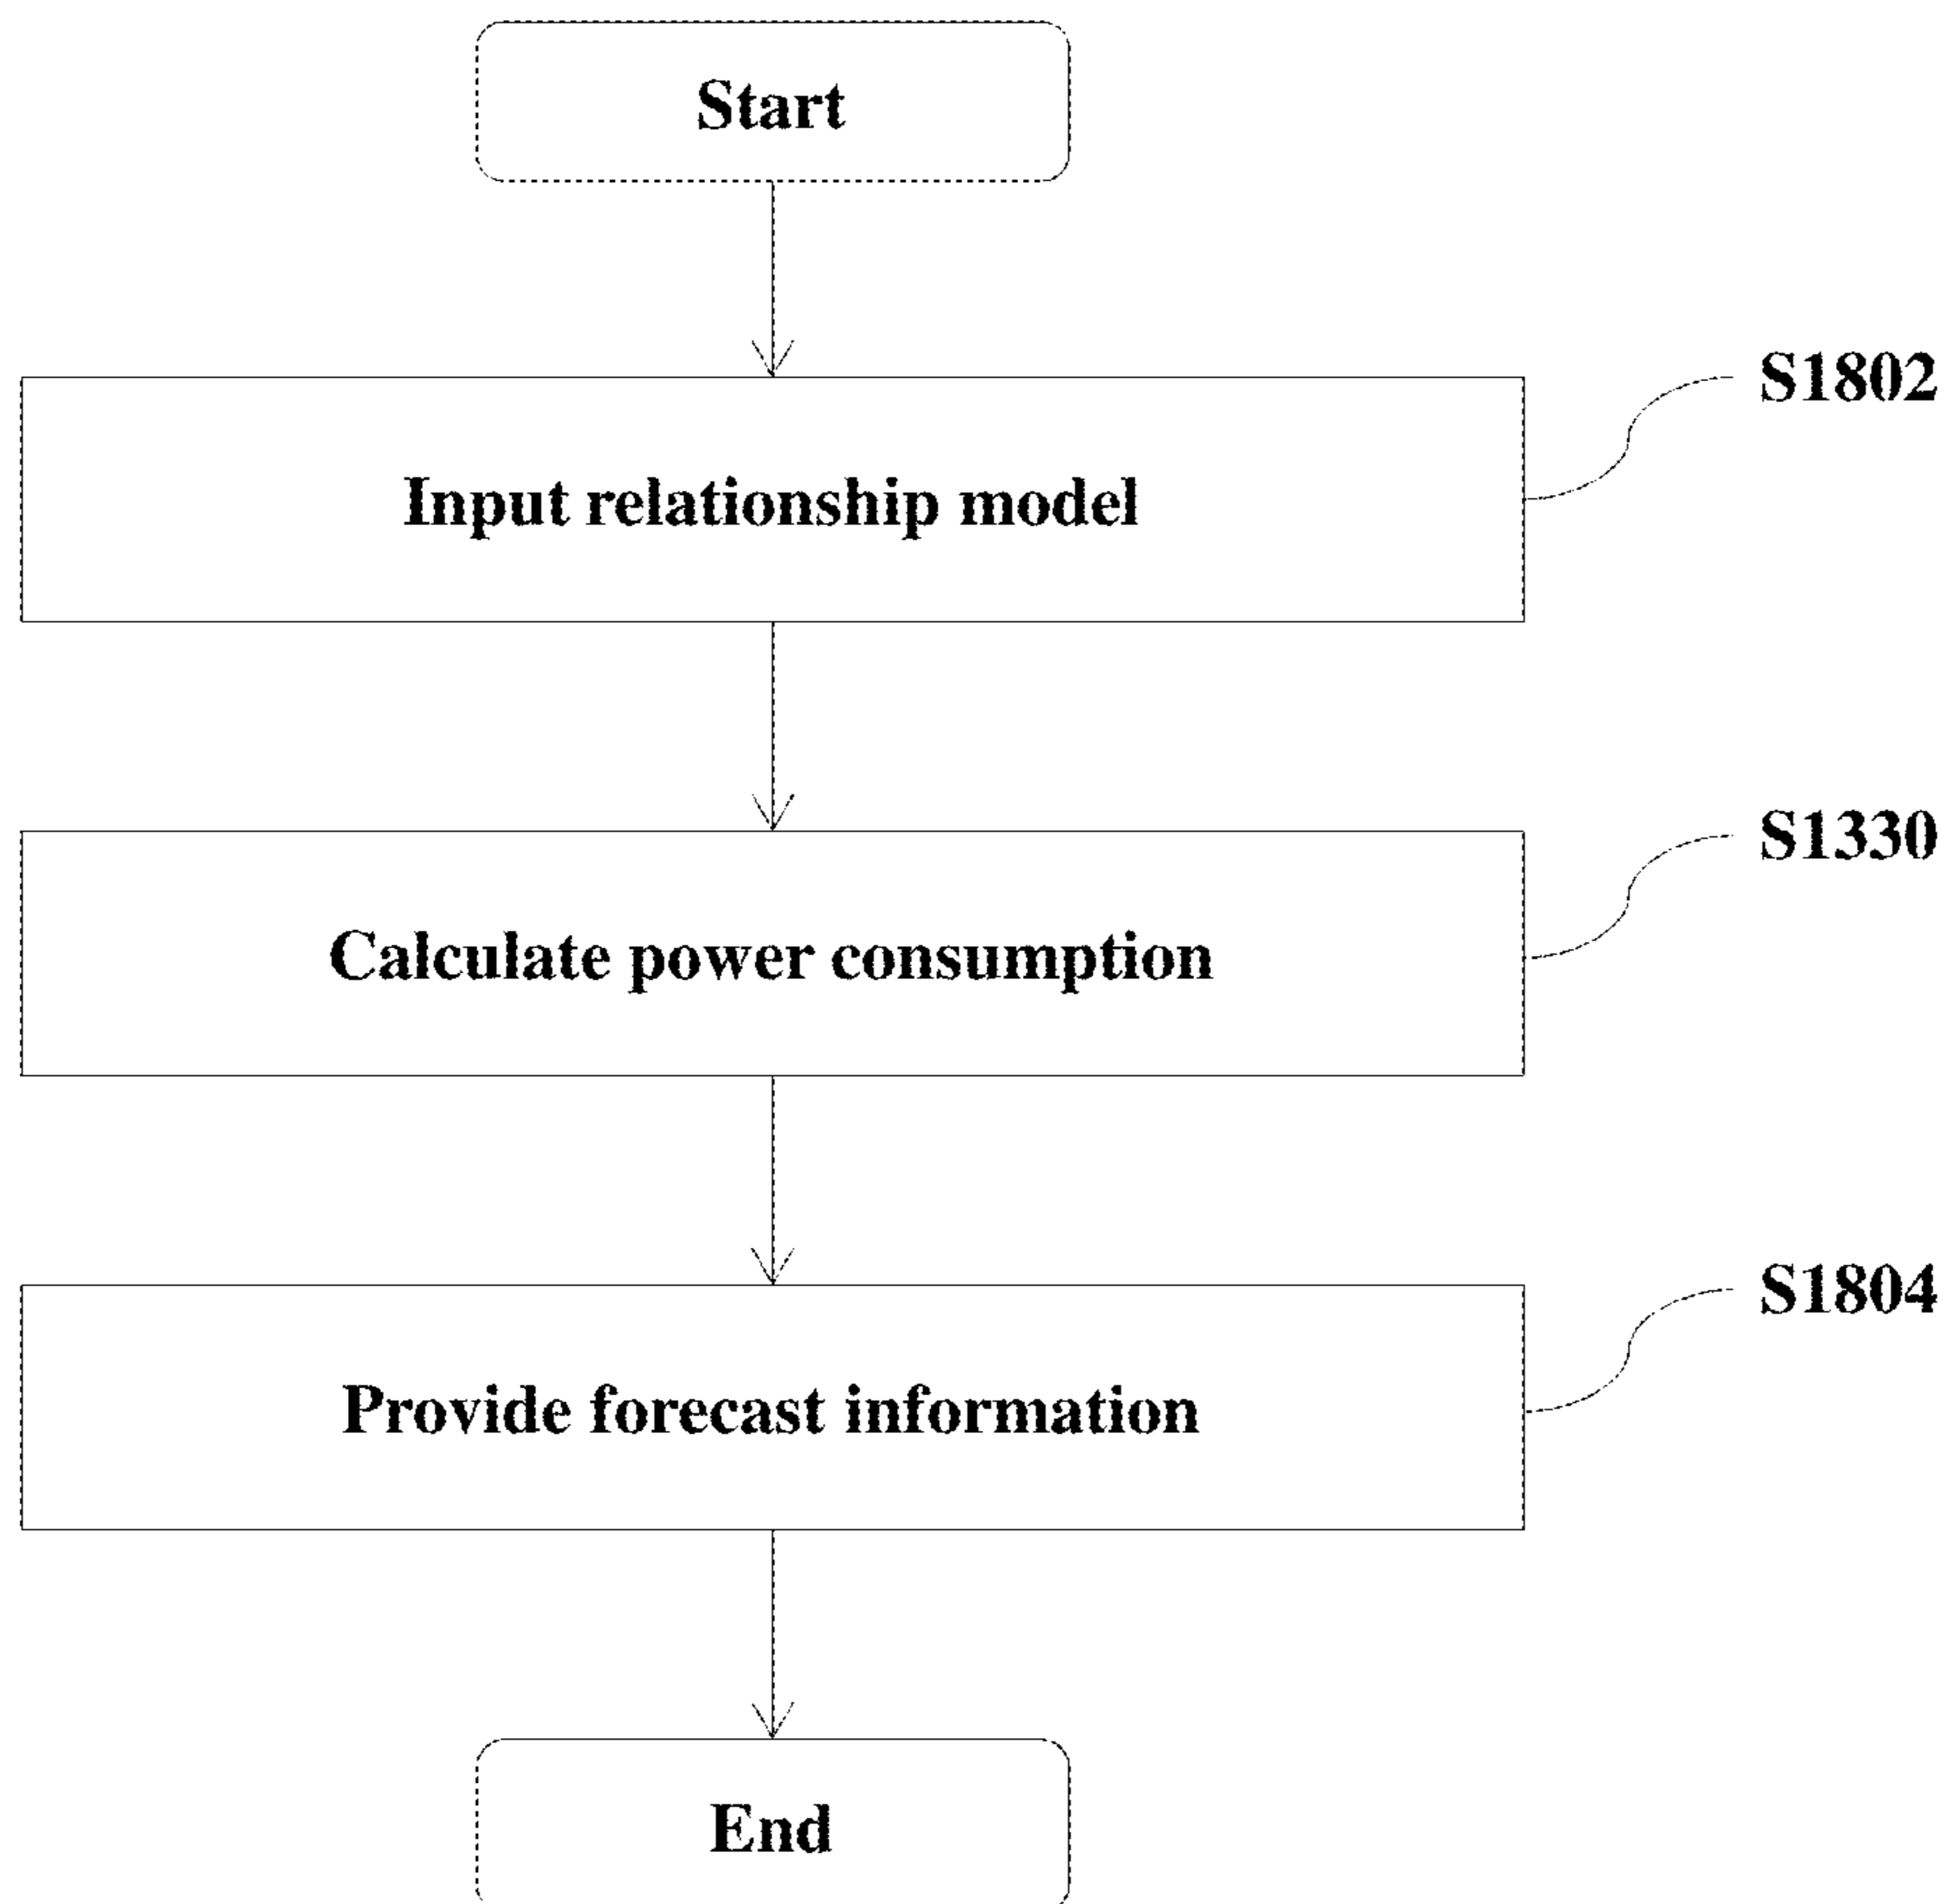 Start
S1802
Input relationship model
S1330
Calculate power consumption
S1804
Provide forecast information
End